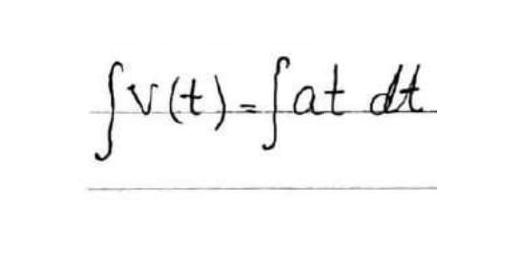 ∫v(t) = ∫at dt